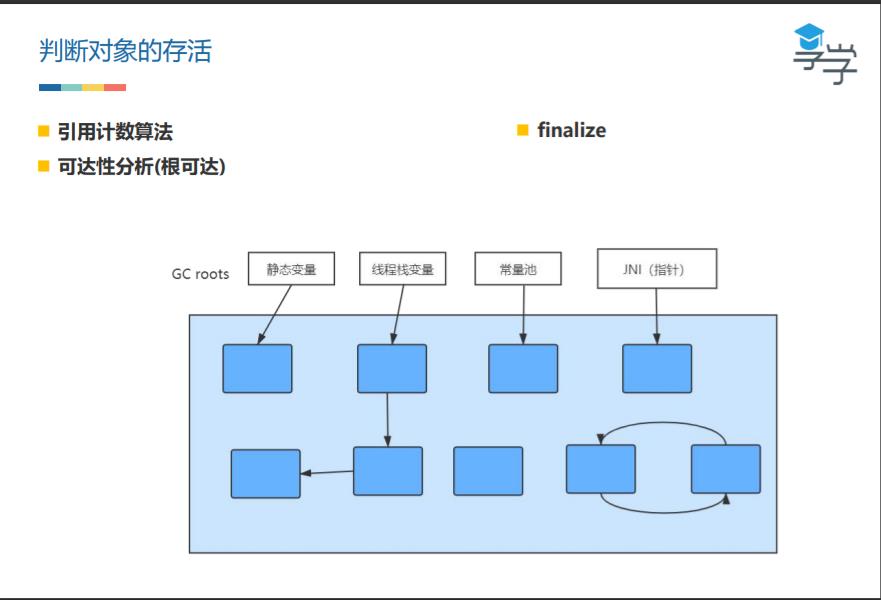 判断对象的存活
享学
引用计数算法
可达性分析(根可达)
finalize
GC roots
静态变量
线程栈变量
常量池
JNI（指针）